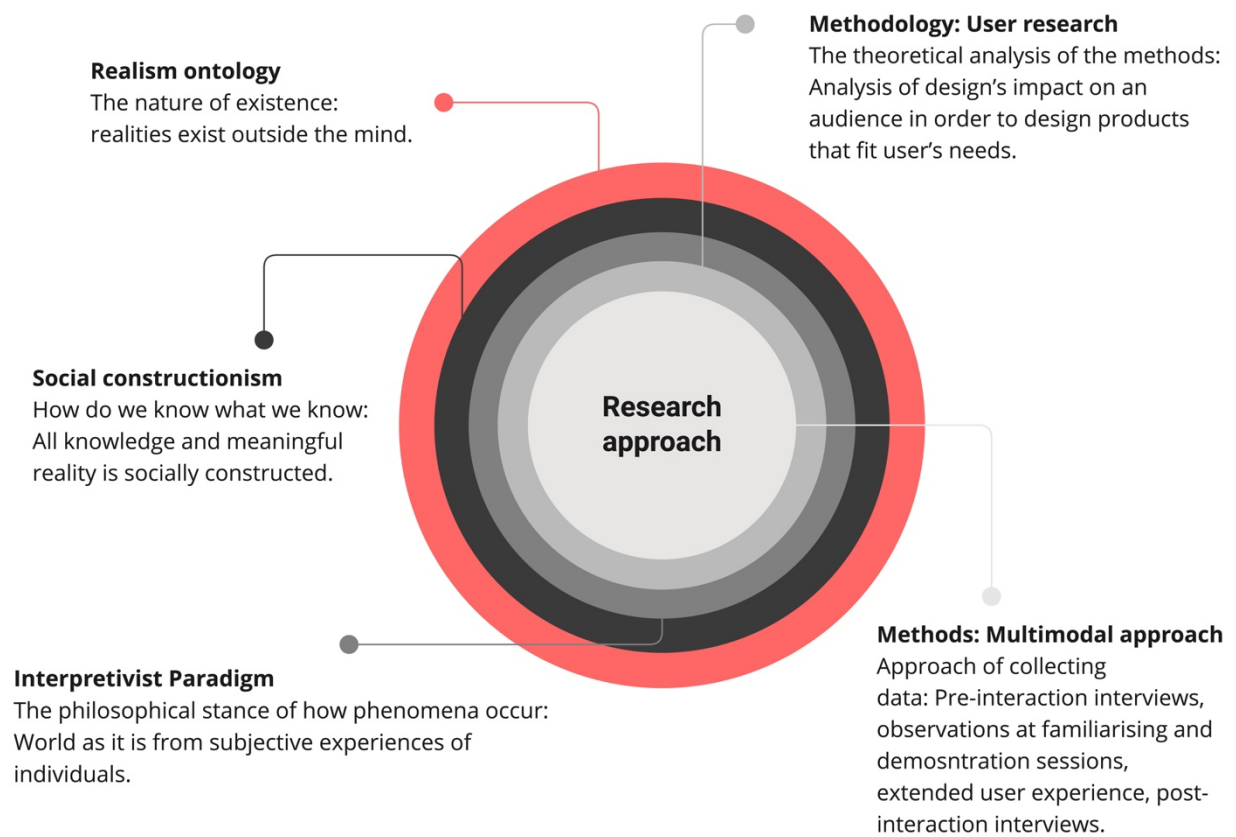 Realism ontology
The nature of existence:
realities exist outside the mind.
Methodology: User research
The theoretical analysis of the methods:
Analysis of design’s impact on an
audience in order to design products
that fit user’s needs.
Social constructionism
How do we know what we know:
All knowledge and meaningful
reality is socially constructed.
Research
approach
Interpretivist Paradigm
The philosophical stance of how phenomena occur:
World as it is from subjective experiences of
individuals.
Methods: Multimodal approach
Approach of collecting
data: Pre-interaction interviews,
observations at familiarising and
demosntration sessions,
extended user experience, post-
interaction interviews.